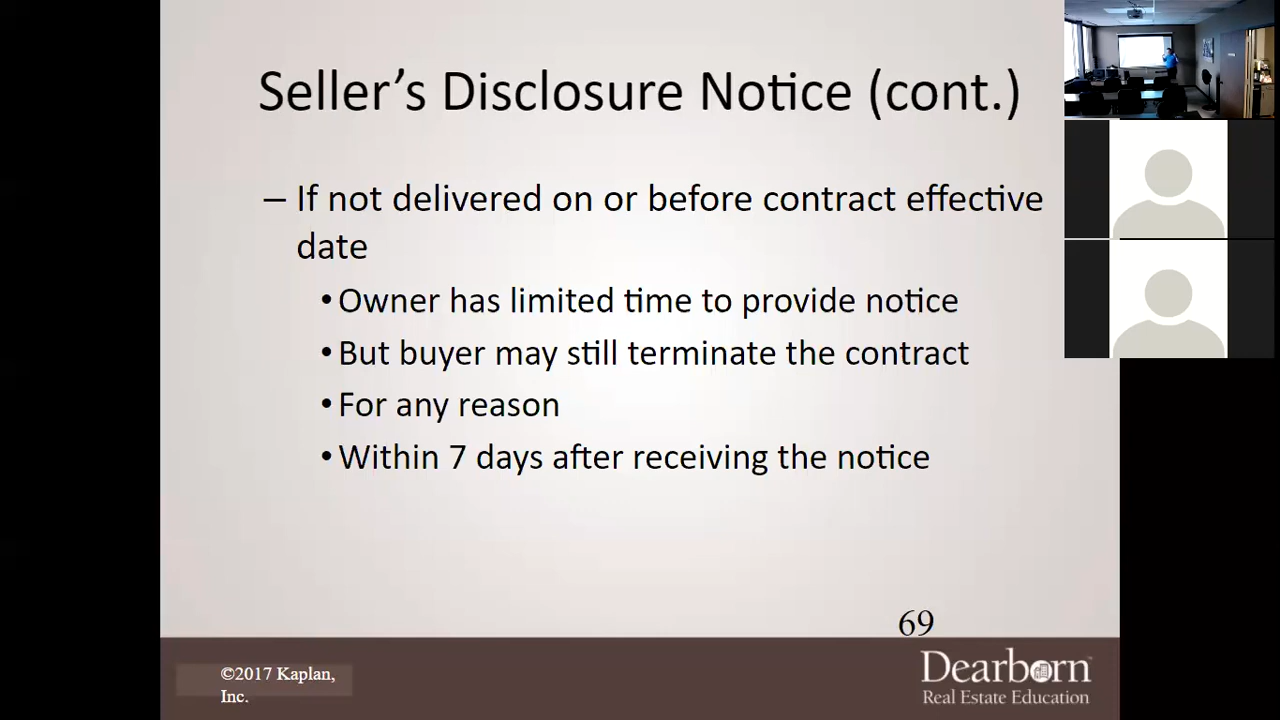 Seller’s Disclosure Notice (cont.)
– If not delivered on or before contract effective
date
•Owner has limited time to provide notice
•But buyer may still terminate the contract
•For any reason
•Within 7 days after receiving the notice
69
©2017 Kaplan,
Inc.
Dearborn
Real Estate Education